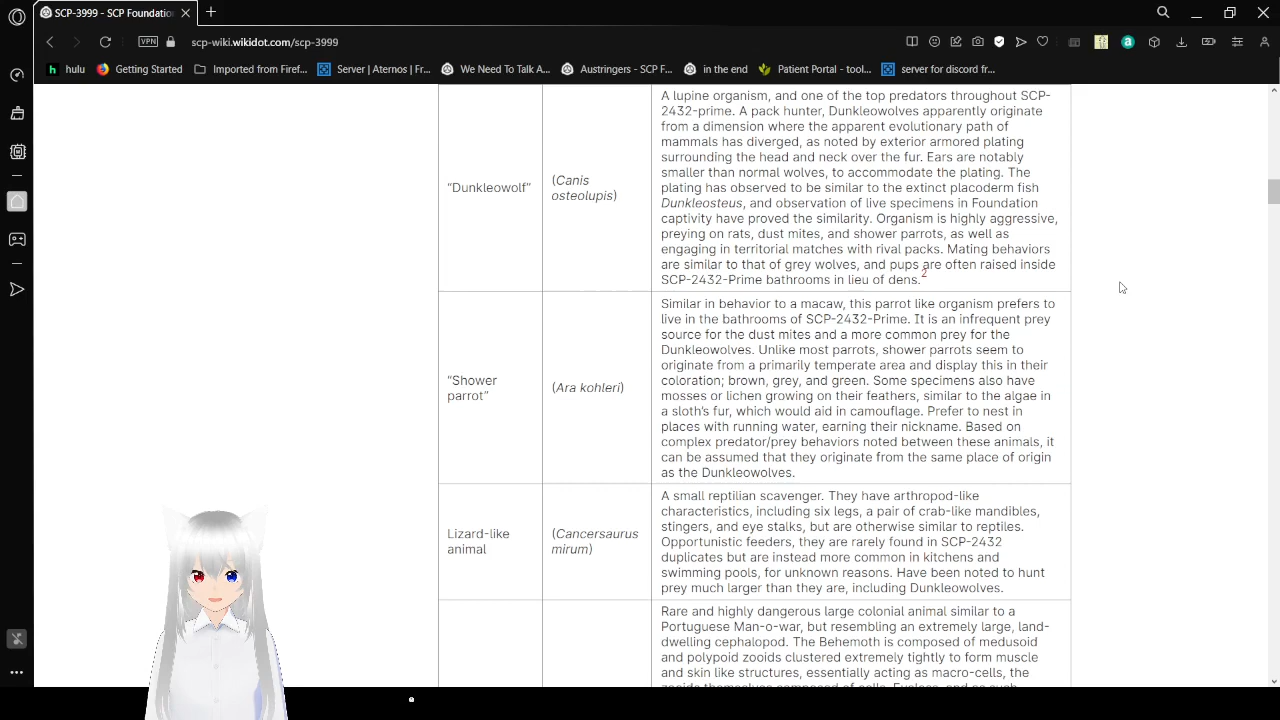 SCP-3999 - SCP Foundatio
scp-wiki.wikidot.com/scp-3999
VPN
hulu
Getting Started
Imported from Firef...
Server | Aternos | Fr...
We Need To Talk A...
Austringers - SCP F...
in the end
Patient Portal - tool...
server for discord fr...
"Dunkleowolf"
(Canis
osteolupis)
A lupine organism, and one of the top predators throughout SCP-
2432-prime. A pack hunter, Dunkleowolves apparently originate
from a dimension where the apparent evolutionary path of
mammals has diverged, as noted by exterior armored plating
surrounding the head and neck over the fur. Ears are notably
smaller than normal wolves, to accommodate the plating. The
plating has observed to be similar to the extinct placoderm fish
Dunkleosteus, and observation of live specimens in Foundation
captivity have proved the similarity. Organism is highly aggressive,
preying on rats, dust mites, and shower parrots, as well as
engaging in territorial matches with rival packs. Mating behaviors
are similar to that of grey wolves, and pups are often raised inside
SCP-2432-Prime bathrooms in lieu of dens.2
"Shower
parrot"
(Ara kohleri)
Similar in behavior to a macaw, this parrot like organism prefers to
live in the bathrooms of SCP-2432-Prime. It is an infrequent prey
source for the dust mites and a more common prey for the
Dunkleowolves. Unlike most parrots, shower parrots seem to
originate from a primarily temperate area and display this in their
coloration; brown, grey, and green. Some specimens also have
mosses or lichen growing on their feathers, similar to the algae in
a sloth's fur, which would aid in camouflage. Prefer to nest in
places with running water, earning their nickname. Based on
complex predator/prey behaviors noted between these animals, it
can be assumed that they originate from the same place of origin
as the Dunkleowolves.
Lizard-like
animal
(Cancersaurus
mirum)
A small reptilian scavenger. They have arthropod-like
characteristics, including six legs, a pair of crab-like mandibles,
stingers, and eye stalks, but are otherwise similar to reptiles.
Opportunistic feeders, they are rarely found in SCP-2432
duplicates but are instead more common in kitchens and
swimming pools, for unknown reasons. Have been noted to hunt
prey much larger than they are, including Dunkleowolves.
Rare and highly dangerous large colonial animal similar to a
Portuguese Man-o-war, but resembling an extremely large, land-
dwelling cephalopod. The Behemoth is composed of medusoid
and polypoid zooids clustered extremely tightly to form muscle
and skin like structures, essentially acting as macro-cells, the
zooids themselves composed of cells. Eyeless, and as such